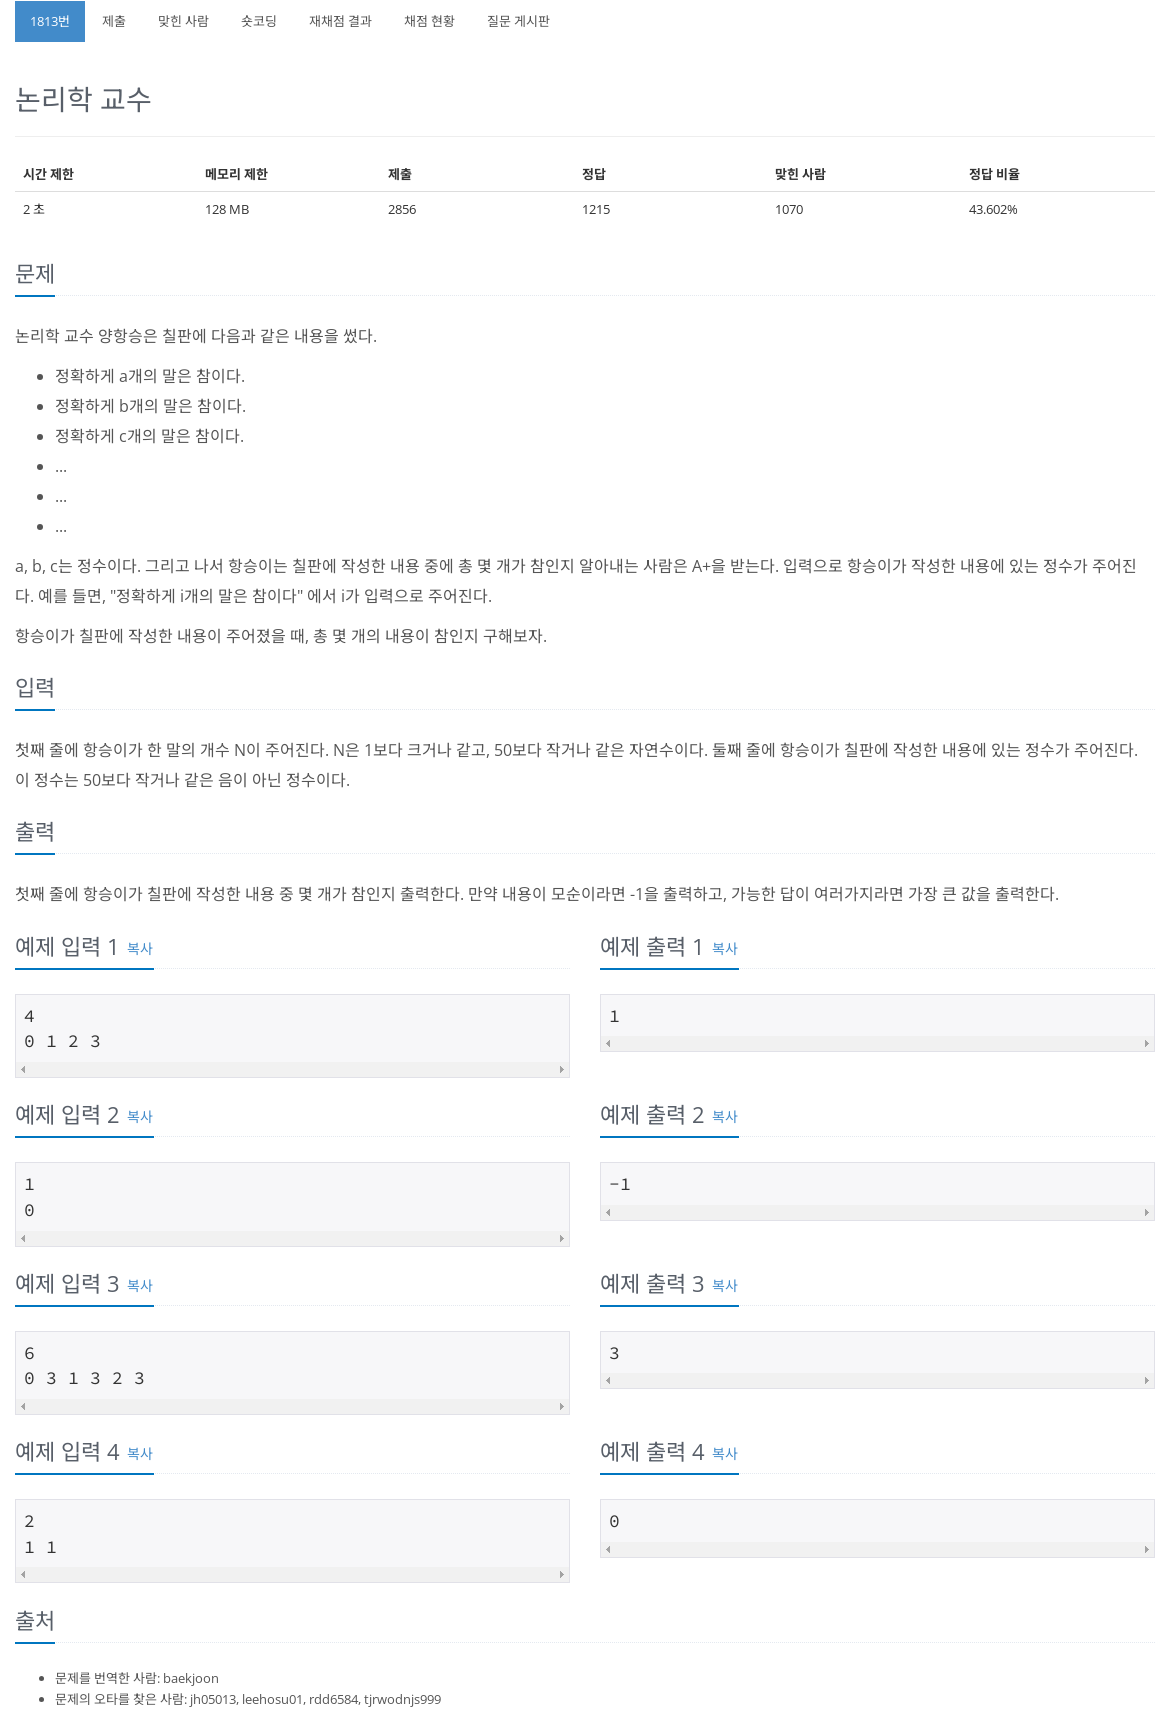 1813번 제출 맞힌 사람 숏코딩 재채점 결과 채점 현황 질문 게시판
논리학 교수
시간 제한 메모리 제한 제출 정답 맞힌 사람 정답 비율
2 초 128 MB 2856 1215 1070 43.602%
문제
논리학 교수 양항승은 칠판에 다음과 같은 내용을 썼다.
• 정확하게 a개의 말은 참이다.
• 정확하게 b개의 말은 참이다.
• 정확하게 c개의 말은 참이다.
• ...
• ...
• ...
a, b, c는 정수이다. 그리고 나서 항승이는 칠판에 작성한 내용 중에 총 몇 개가 참인지 알아내는 사람은 A+을 받는다. 입력으로 항승이가 작성한 내용에 있는 정수가 주어진
다. 예를 들면, "정확하게 i개의 말은 참이다" 에서 i가 입력으로 주어진다.
항승이가 칠판에 작성한 내용이 주어졌을 때, 총 몇 개의 내용이 참인지 구해보자.
입력
첫째 줄에 항승이가 한 말의 개수 N이 주어진다. N은 1보다 크거나 같고, 50보다 작거나 같은 자연수이다. 둘째 줄에 항승이가 칠판에 작성한 내용에 있는 정수가 주어진다.
이 정수는 50보다 작거나 같은 음이 아닌 정수이다.
출력
첫째 줄에 항승이가 칠판에 작성한 내용 중 몇 개가 참인지 출력한다. 만약 내용이 모순이라면 -1을 출력하고, 가능한 답이 여러가지라면 가장 큰 값을 출력한다.
예제 입력 1 복사
4
0 1 2 3
예제 출력 1 복사
1
예제 입력 2 복사
1
0
예제 출력 2 복사
-1
예제 입력 3 복사
6
0 3 1 3 2 3
예제 출력 3 복사
3
예제 입력 4 복사
2
1 1
예제 출력 4 복사
0
출처
• 문제를 번역한 사람: baekjoon
• 문제의 오타를 찾은 사람: jh05013, leehosu01, rdd6584, tjrwodnjs999